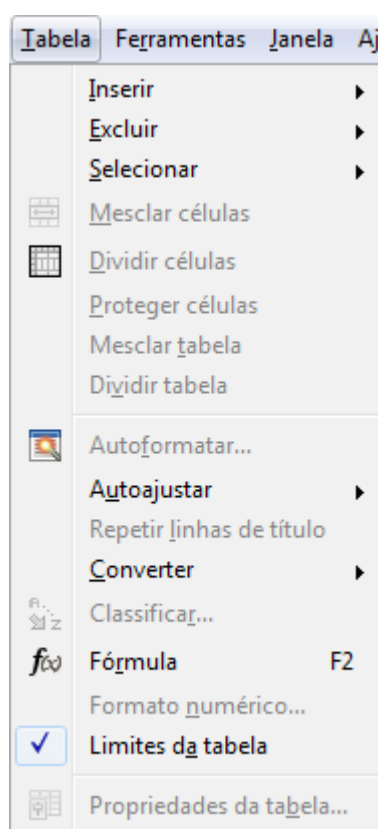 Tabela Ferramentas Janela Aj
Inserir
Excluir
Selecionar
Mesclar células
Dividir células
Proteger células
Mesclar tabela
Dividir tabela
Autoformatar...
Autoajustar
Repetir linhas de título
Converter
Classificar...
f(x) Fórmula F2
Formato numérico...
Limites da tabela
Propriedades da tabela...